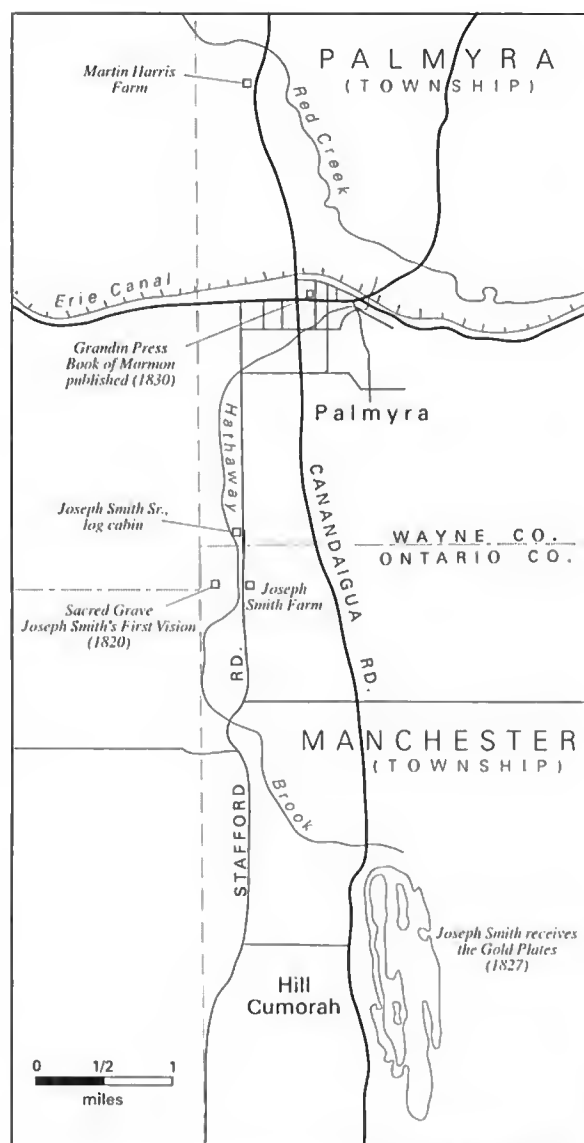 Martin Harris
Farm
PALMYRA
(TOWNSHIP)
Red Creek
Erie Canal
Grandin Press
Book of Mormon
published (1830)
Palmyra
Hathaway
Joseph Smith Sr.,
log cabin
WAYNE CO.
ONTARIO CO.
CANANDAIGUA RD.
Sacred Grave
Joseph Smith's First Vision
(1820)
Joseph
Smith Farm
STAFFORD RD.
MANCHESTER
(TOWNSHIP)
Brook
Joseph Smith receives
the Gold Plates
(1827)
Hill
Cumorah
0 1/2 1
miles